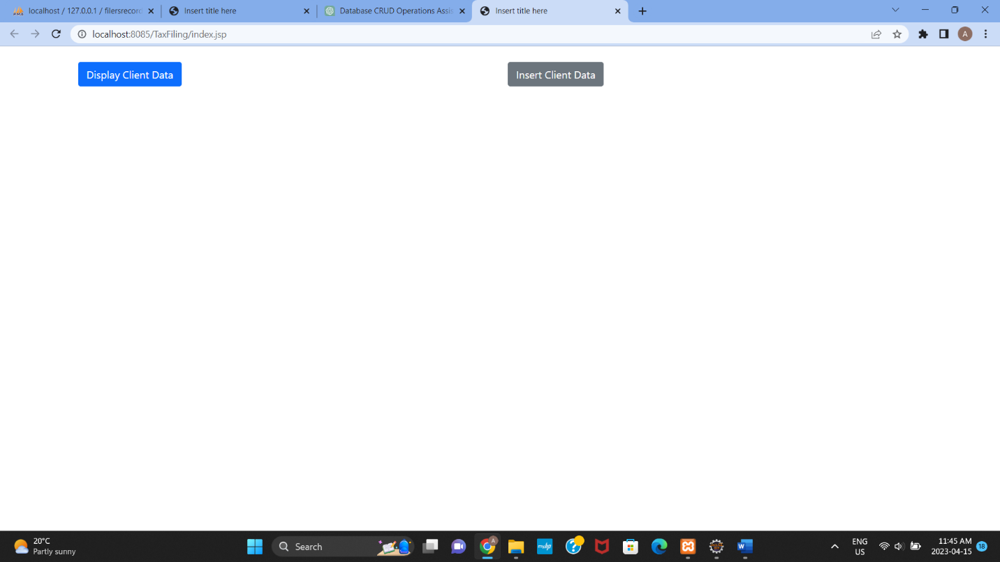 localhost / 127.0.0.1 / filersrecord
Insert title here
Database CRUD Operations Assis
Insert title here
localhost:8085/TaxFiling/index.jsp
A
Display Client Data
Insert Client Data
20°C
Partly sunny
Search
A
myhp
?
W
ENG
US
11:45 AM
2023-04-15
18